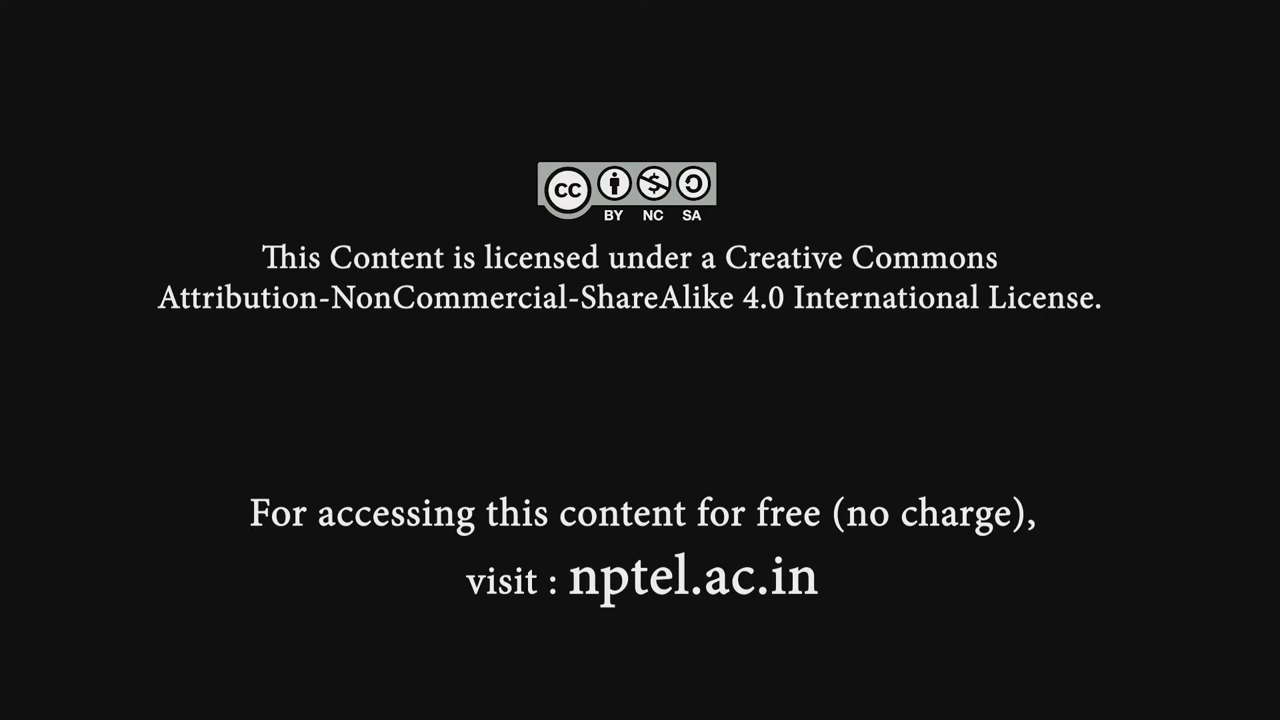 CC BY NC SA
This Content is licensed under a Creative Commons
Attribution-NonCommercial-ShareAlike 4.0 International License.
For accessing this content for free (no charge),
visit : nptel.ac.in